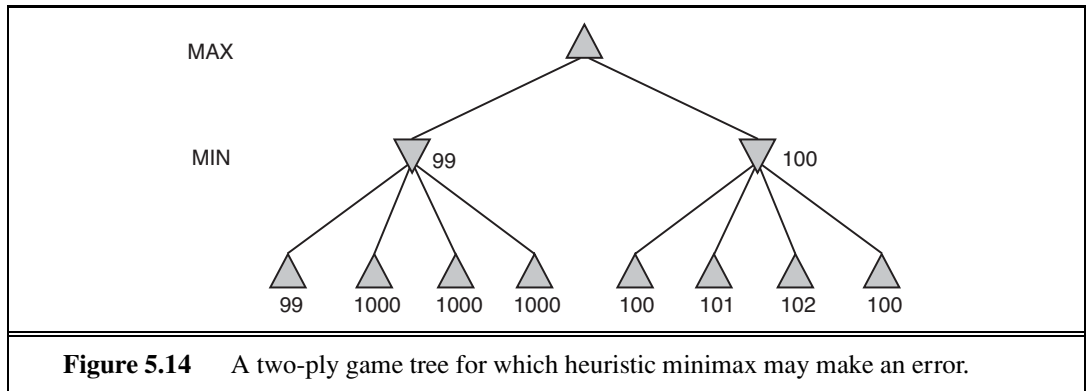 MAX
MIN
99
100
99 1000 1000 1000 100 101 102 100
Figure 5.14 A two-ply game tree for which heuristic minimax may make an error.